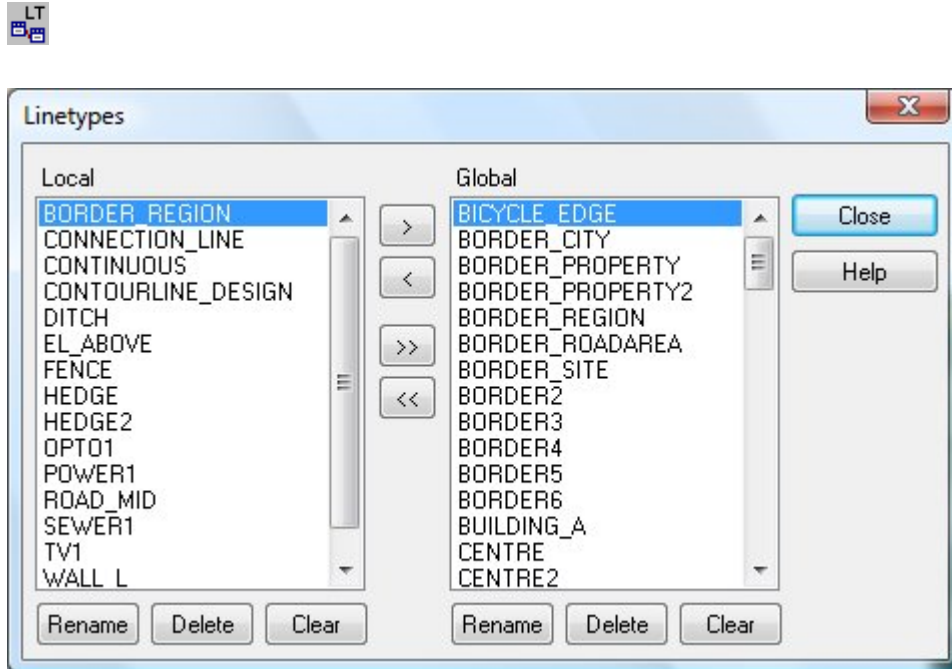 LT
Linetypes
Local
BORDER_REGION
CONNECTION_LINE
CONTINUOUS
CONTOURLINE_DESIGN
DITCH
EL_ABOVE
FENCE
HEDGE
HEDGE2
OPTO1
POWER1
ROAD_MID
SEWER1
TV1
WALL_L
Rename Delete Clear
>
<
>>
<<
Global
BICYCLE_EDGE
BORDER_CITY
BORDER_PROPERTY
BORDER_PROPERTY2
BORDER_REGION
BORDER_ROADAREA
BORDER_SITE
BORDER2
BORDER3
BORDER4
BORDER5
BORDER6
BUILDING_A
CENTRE
CENTRE2
Rename Delete Clear
Close
Help